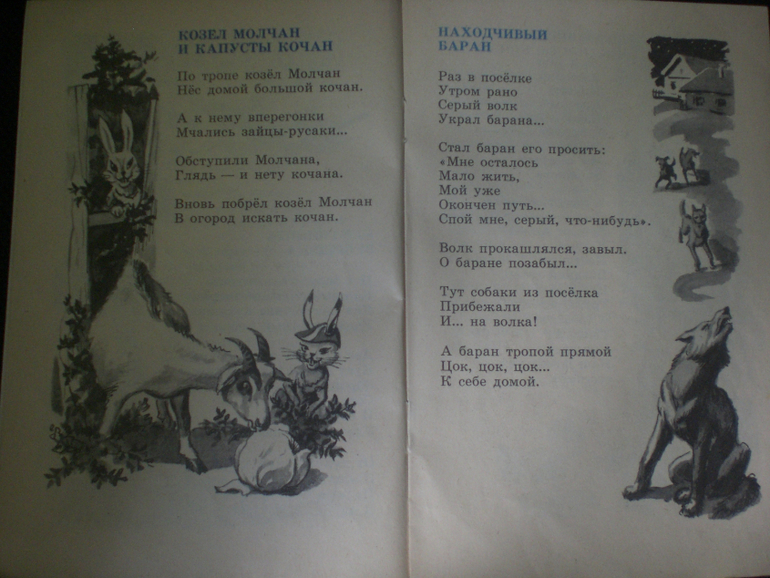 КОЗЕЛ МОЛЧАН
И КАПУСТЫ КОЧАН
По тропе козёл Молчан
Нёс домой большой кочан.
А к нему вперегонки
Мчались зайцы-русаки...
Обступили Молчана,
Глядь — и нету кочана.
Вновь побрёл козёл Молчан
В огород искать кочан.
НАХОДЧИВЫЙ
БАРАН
Раз в посёлке
Утром рано
Серый волк
Украл барана...
Стал баран его просить:
«Мне осталось
Мало жить,
Мой уже
Окончен путь...
Спой мне, серый, что-нибудь».
Волк прокашлялся, завыл.
О баране позабыл...
Тут собаки из посёлка
Прибежали
И... на волка!
А баран тропой прямой
Цок, цок, цок...
К себе домой.